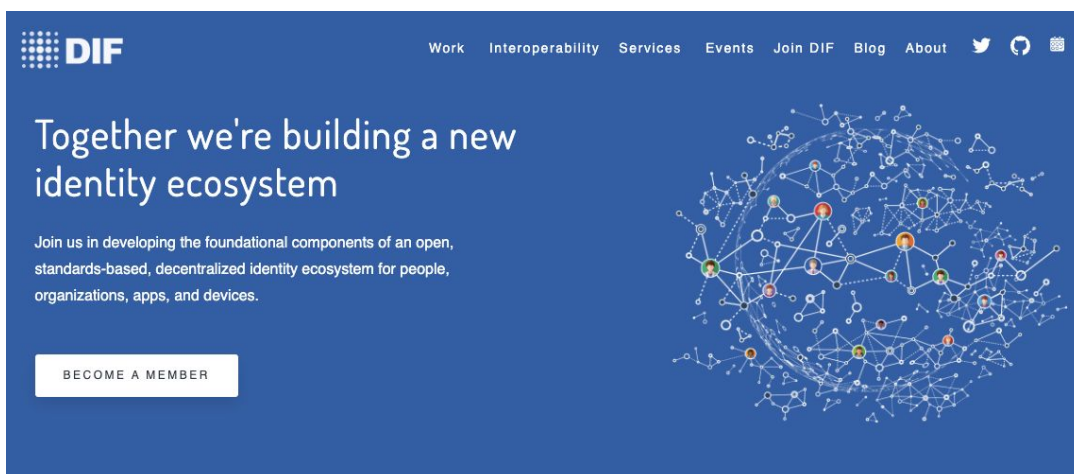 DIF
Work Interoperability Services Events Join DIF Blog About
Together we're building a new
identity ecosystem
Join us in developing the foundational components of an open,
standards-based, decentralized identity ecosystem for people,
organizations, apps, and devices.
BECOME A MEMBER